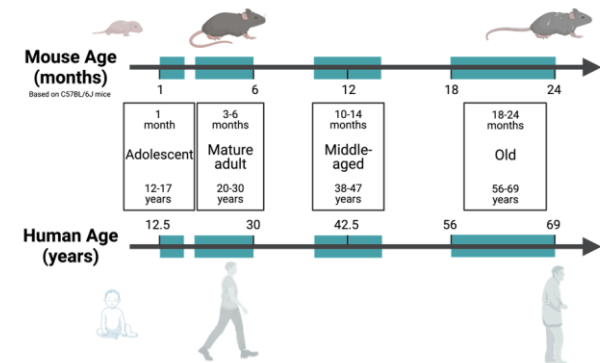 Mouse Age
(months)
Based on C57BL/6J mice
1
6
12
18
24
1
month
Adolescent
12-17
years
3-6
months
Mature
adult
20-30
years
10-14
months
Middle-
aged
38-47
years
18-24
months
Old
56-69
years
12.5
30
42.5
56
69
Human Age
(years)